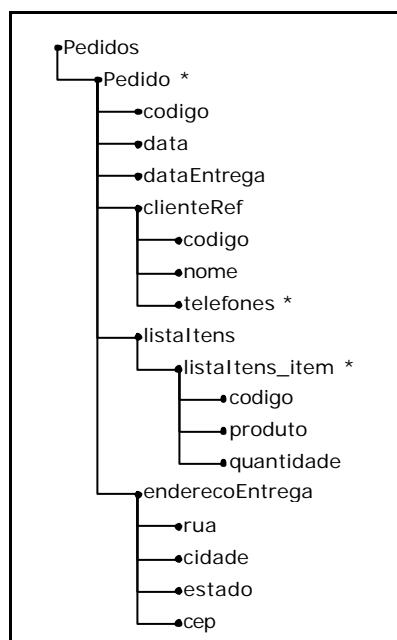 Pedidos
Pedido *
codigo
data
dataEntrega
clienteRef
codigo
nome
telefones *
listaItens
listaItens_item *
codigo
produto
quantidade
enderecoEntrega
rua
cidade
estado
cep